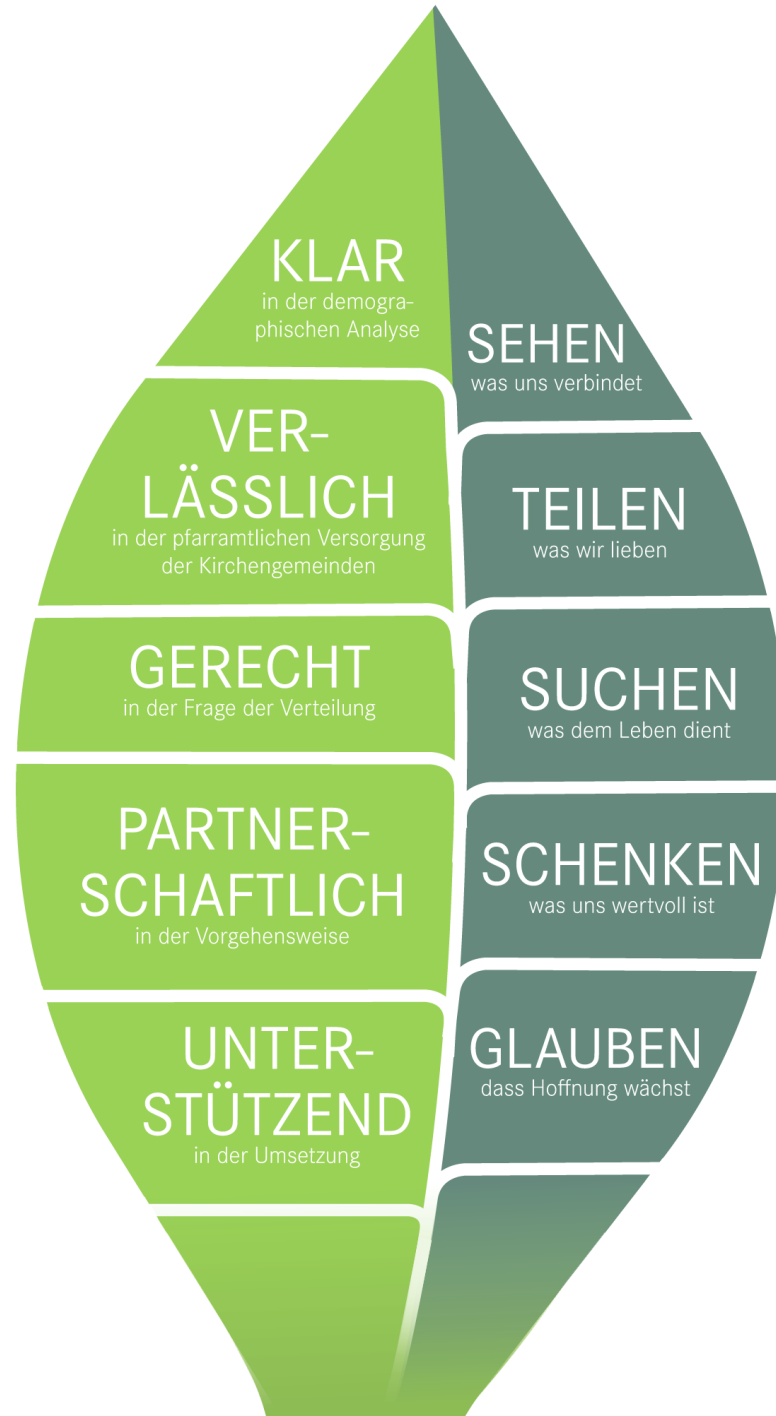 KLAR
in der demogra-
phischen Analyse
VER-
LÄSSLICH
in der pfarramtlichen Versorgung
der Kirchengemeinden
GERECHT
in der Frage der Verteilung
PARTNER-
SCHAFTLICH
in der Vorgehensweise
UNTER-
STÜTZEND
in der Umsetzung
SEHEN
was uns verbindet
TEILEN
was wir lieben
SUCHEN
was dem Leben dient
SCHENKEN
was uns wertvoll ist
GLAUBEN
dass Hoffnung wächst